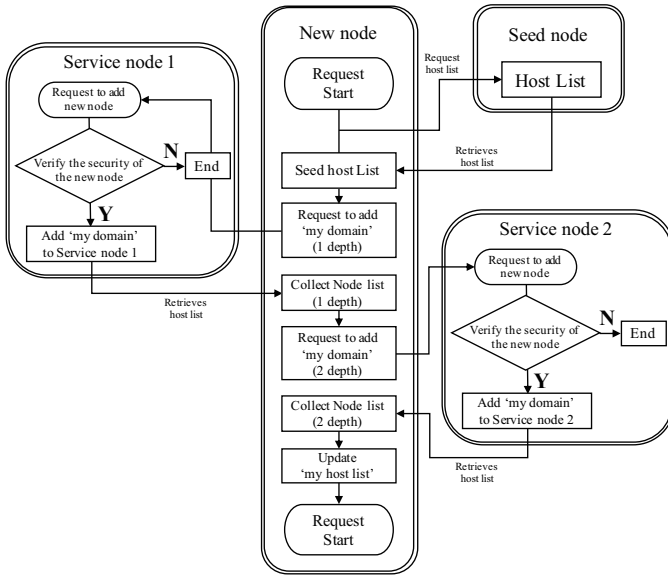 Service node 1
Request to add
new node
Verify the security of
the new node
N
End
Y
Add ‘my domain’
to Service node 1
Retrieves
host list
New node
Request
Start
Seed host List
Request to add
‘my domain’
(1 depth)
Collect Node list
(1 depth)
Request to add
‘my domain’
(2 depth)
Collect Node list
(2 depth)
Update
‘my host list’
Request
Start
Request
host list
Seed node
Host List
Retrieves
host list
Service node 2
Request to add
new node
Verify the security of
the new node
N
End
Y
Add ‘my domain’
to Service node 2
Retrieves
host list